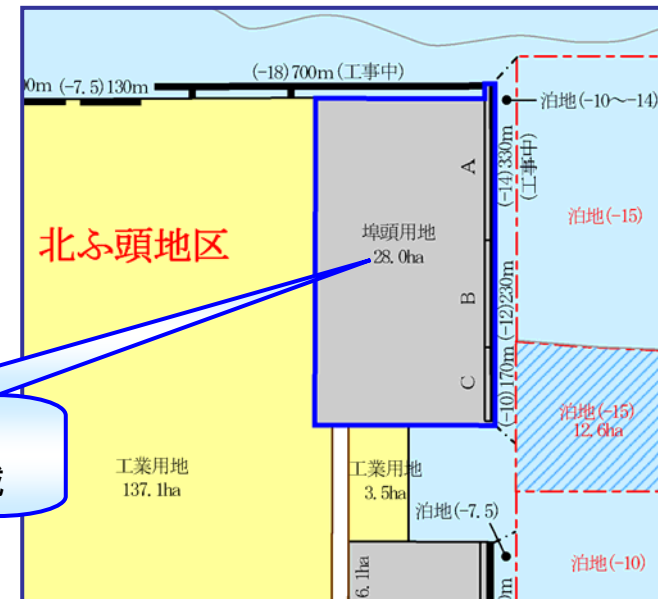 (-18)700m(工事中)
0m (-7.5)130m
泊地(-10〜-14)
A
(-14)330m
(工事中)
泊地(-15)
北ふ頭地区
埠頭用地
28.0ha
B
(-12)230m
C
(-10)170m
泊地(-15)
12.6ha
工業用地
137.1ha
工業用地
3.5ha
泊地(-7.5)
泊地(-10)
6.1ha
0m